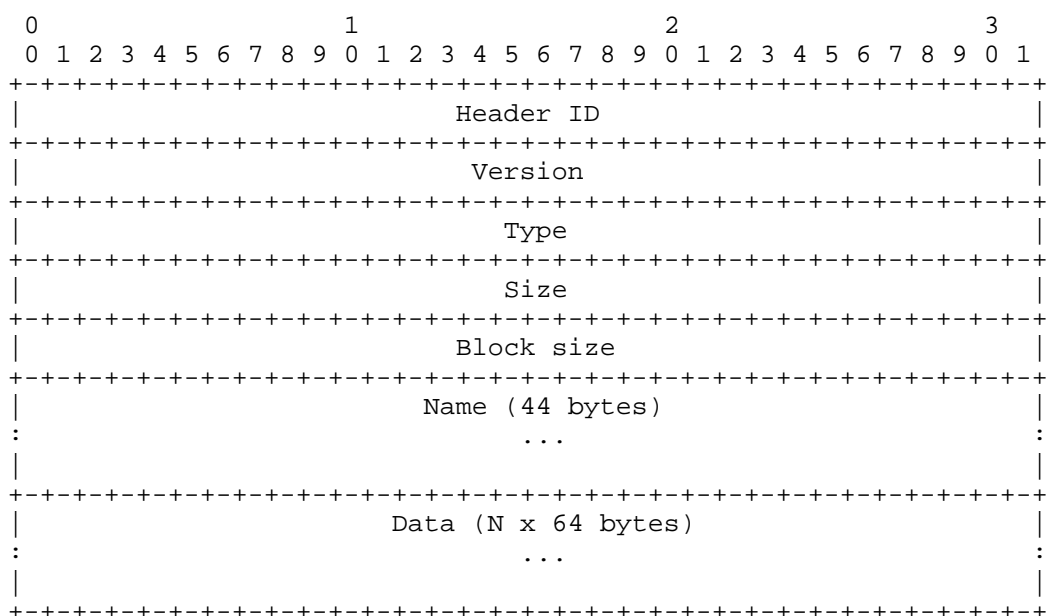 0                   1                   2                   3
 0 1 2 3 4 5 6 7 8 9 0 1 2 3 4 5 6 7 8 9 0 1 2 3 4 5 6 7 8 9 0 1
+-+-+-+-+-+-+-+-+-+-+-+-+-+-+-+-+-+-+-+-+-+-+-+-+-+-+-+-+-+-+-+-+
|                           Header ID                           |
+-+-+-+-+-+-+-+-+-+-+-+-+-+-+-+-+-+-+-+-+-+-+-+-+-+-+-+-+-+-+-+-+
|                            Version                            |
+-+-+-+-+-+-+-+-+-+-+-+-+-+-+-+-+-+-+-+-+-+-+-+-+-+-+-+-+-+-+-+-+
|                              Type                             |
+-+-+-+-+-+-+-+-+-+-+-+-+-+-+-+-+-+-+-+-+-+-+-+-+-+-+-+-+-+-+-+-+
|                              Size                             |
+-+-+-+-+-+-+-+-+-+-+-+-+-+-+-+-+-+-+-+-+-+-+-+-+-+-+-+-+-+-+-+-+
|                           Block size                          |
+-+-+-+-+-+-+-+-+-+-+-+-+-+-+-+-+-+-+-+-+-+-+-+-+-+-+-+-+-+-+-+-+
|                         Name (44 bytes)                       |
:                               ...                             :
|                                                               |
+-+-+-+-+-+-+-+-+-+-+-+-+-+-+-+-+-+-+-+-+-+-+-+-+-+-+-+-+-+-+-+-+
|                       Data (N x 64 bytes)                     |
:                               ...                             :
|                                                               |
+-+-+-+-+-+-+-+-+-+-+-+-+-+-+-+-+-+-+-+-+-+-+-+-+-+-+-+-+-+-+-+-+